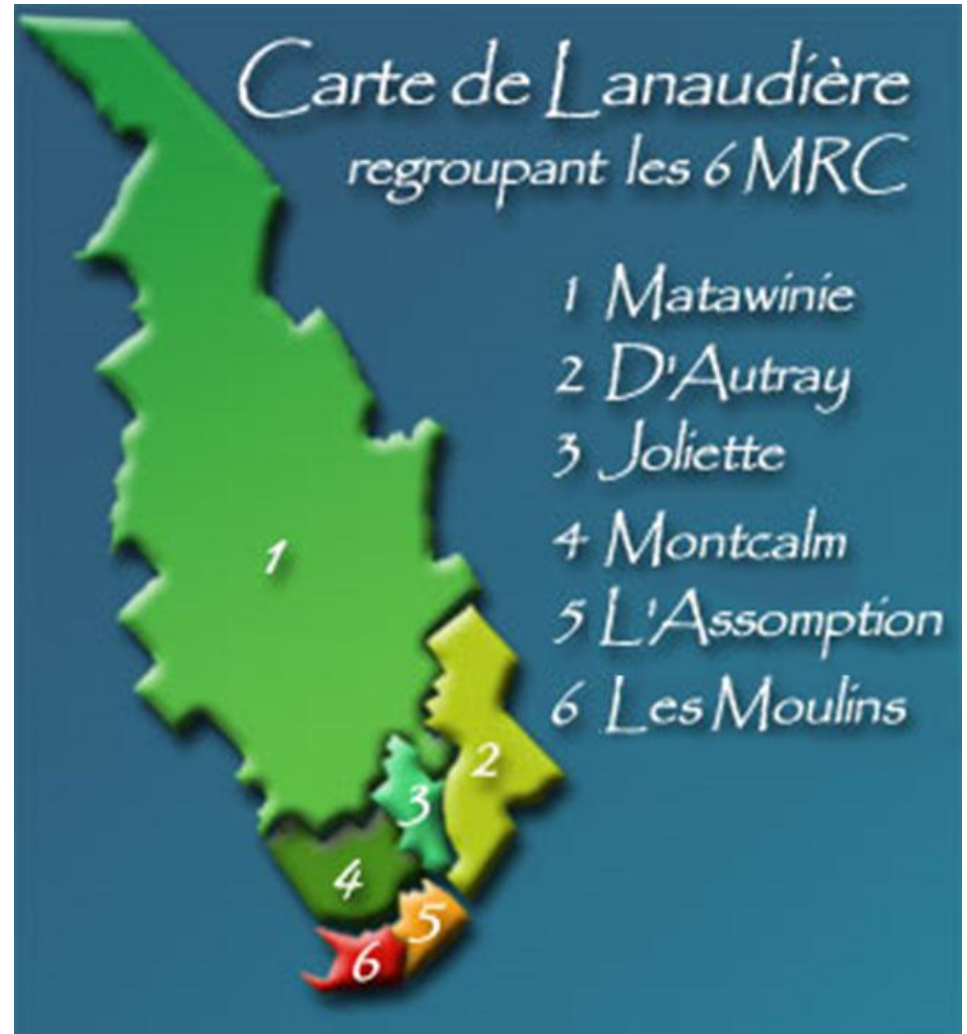 Carte de Lanaudière
regroupant les 6 MRC
1 Matawinie
2 D'Autray
3 Joliette
4 Montcalm
5 L'Assomption
6 Les Moulins
1
2
3
4
5
6